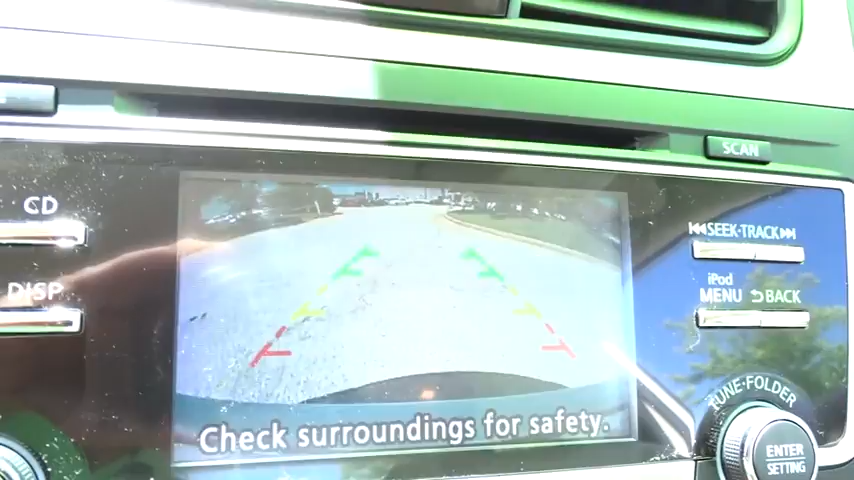 SCAN
CD
DISP
SEEK·TRACK
iPod
MENU
BACK
TUNE·FOLDER
ENTER
SETTING
Check surroundings for safety.